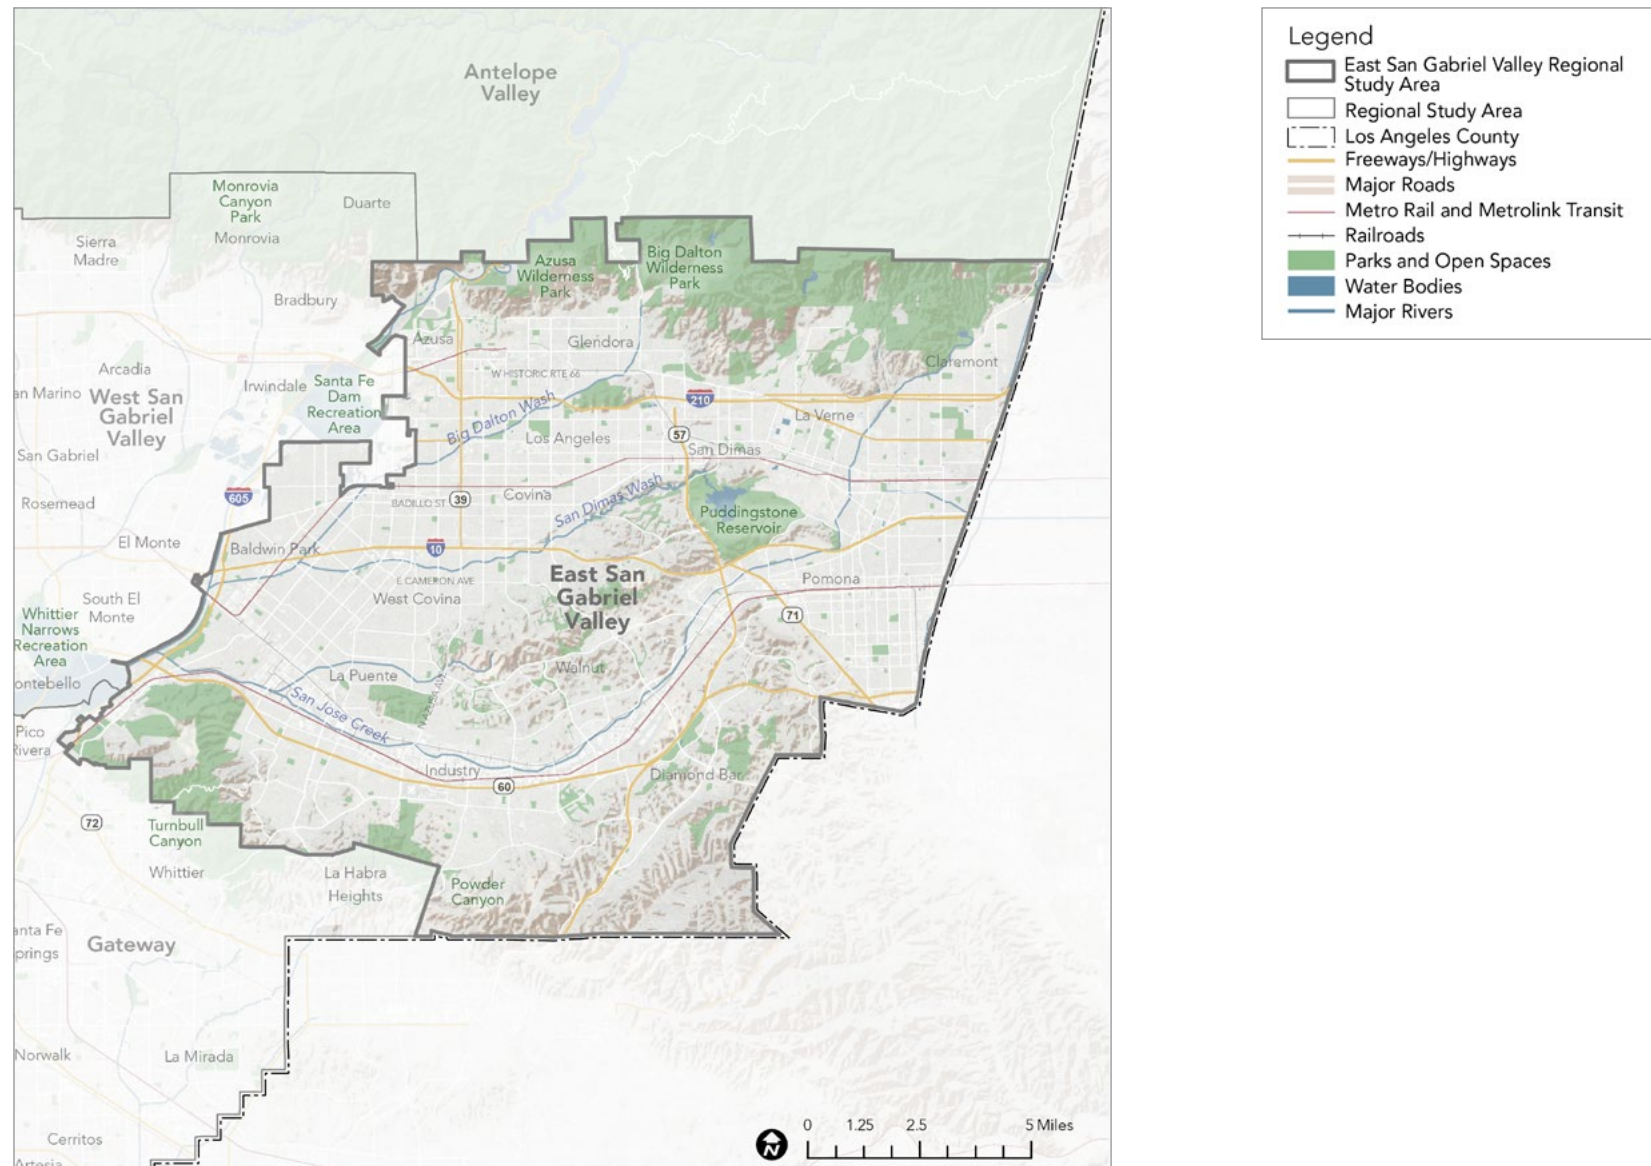 Antelope
Valley
Monrovia
Canyon
Park
Duarte
Monrovia
Sierra
Madre
Azusa
Wilderness
Park
Big Dalton
Wilderness
Park
Bradbury
Azusa
Glendora
Claremont
Arcadia
W HISTORIC RTE 66
an Marino
West San
Gabriel
Valley
Irwindale
Santa Fe
Dam
Recreation
Area
210
La Verne
Big Dalton Wash
57
Los Angeles
San Dimas
San Gabriel
605
Rosemead
BADILLO ST
39
Covina
San Dimas Wash
Puddingstone
Reservoir
El Monte
Baldwin Park
10
E CAMERON AVE
West Covina
East San
Gabriel
Valley
Pomona
South El
Monte
Whittier
Narrows
Recreation
Area
71
Walnut
La Puente
N AZUSA AVE
ontebello
San Jose Creek
Pico
Rivera
Industry
60
Diamond Bar
72
Turnbull
Canyon
Whittier
La Habra
Heights
Powder
Canyon
anta Fe
prings
Gateway
Norwalk
La Mirada
Cerritos
Artesia
N
0 1.25 2.5 5 Miles
Legend
East San Gabriel Valley Regional
Study Area
Regional Study Area
Los Angeles County
Freeways/Highways
Major Roads
Metro Rail and Metrolink Transit
Railroads
Parks and Open Spaces
Water Bodies
Major Rivers